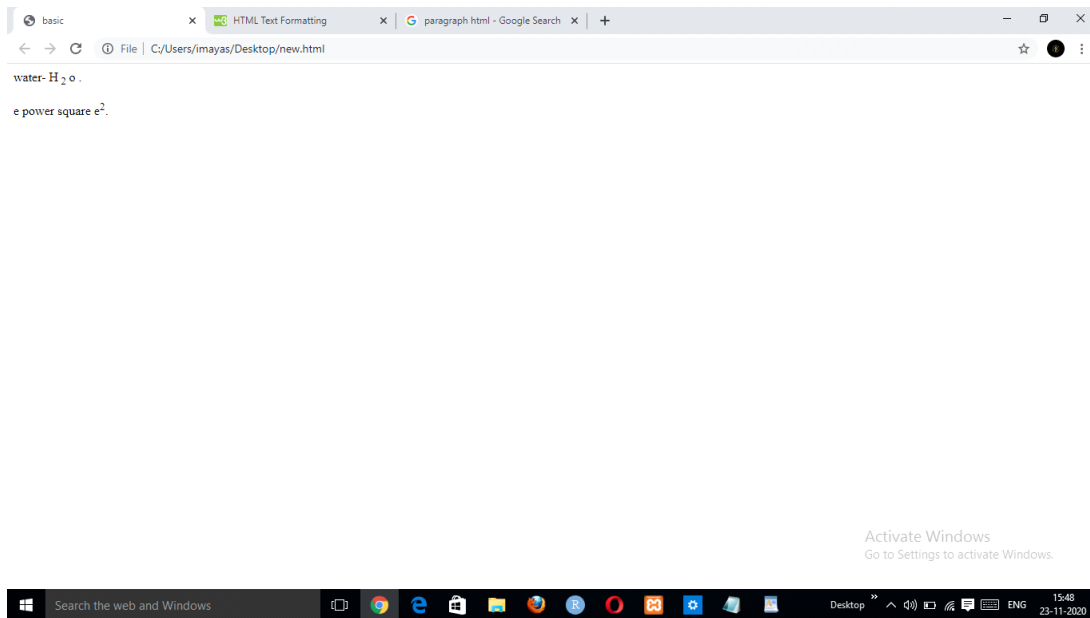 basic
HTML Text Formatting
paragraph html - Google Search
File | C:/Users/imayas/Desktop/new.html
water- H ₂ o .
e power square e².
Activate Windows
Go to Settings to activate Windows.
Search the web and Windows
Desktop
ENG
15:48
23-11-2020